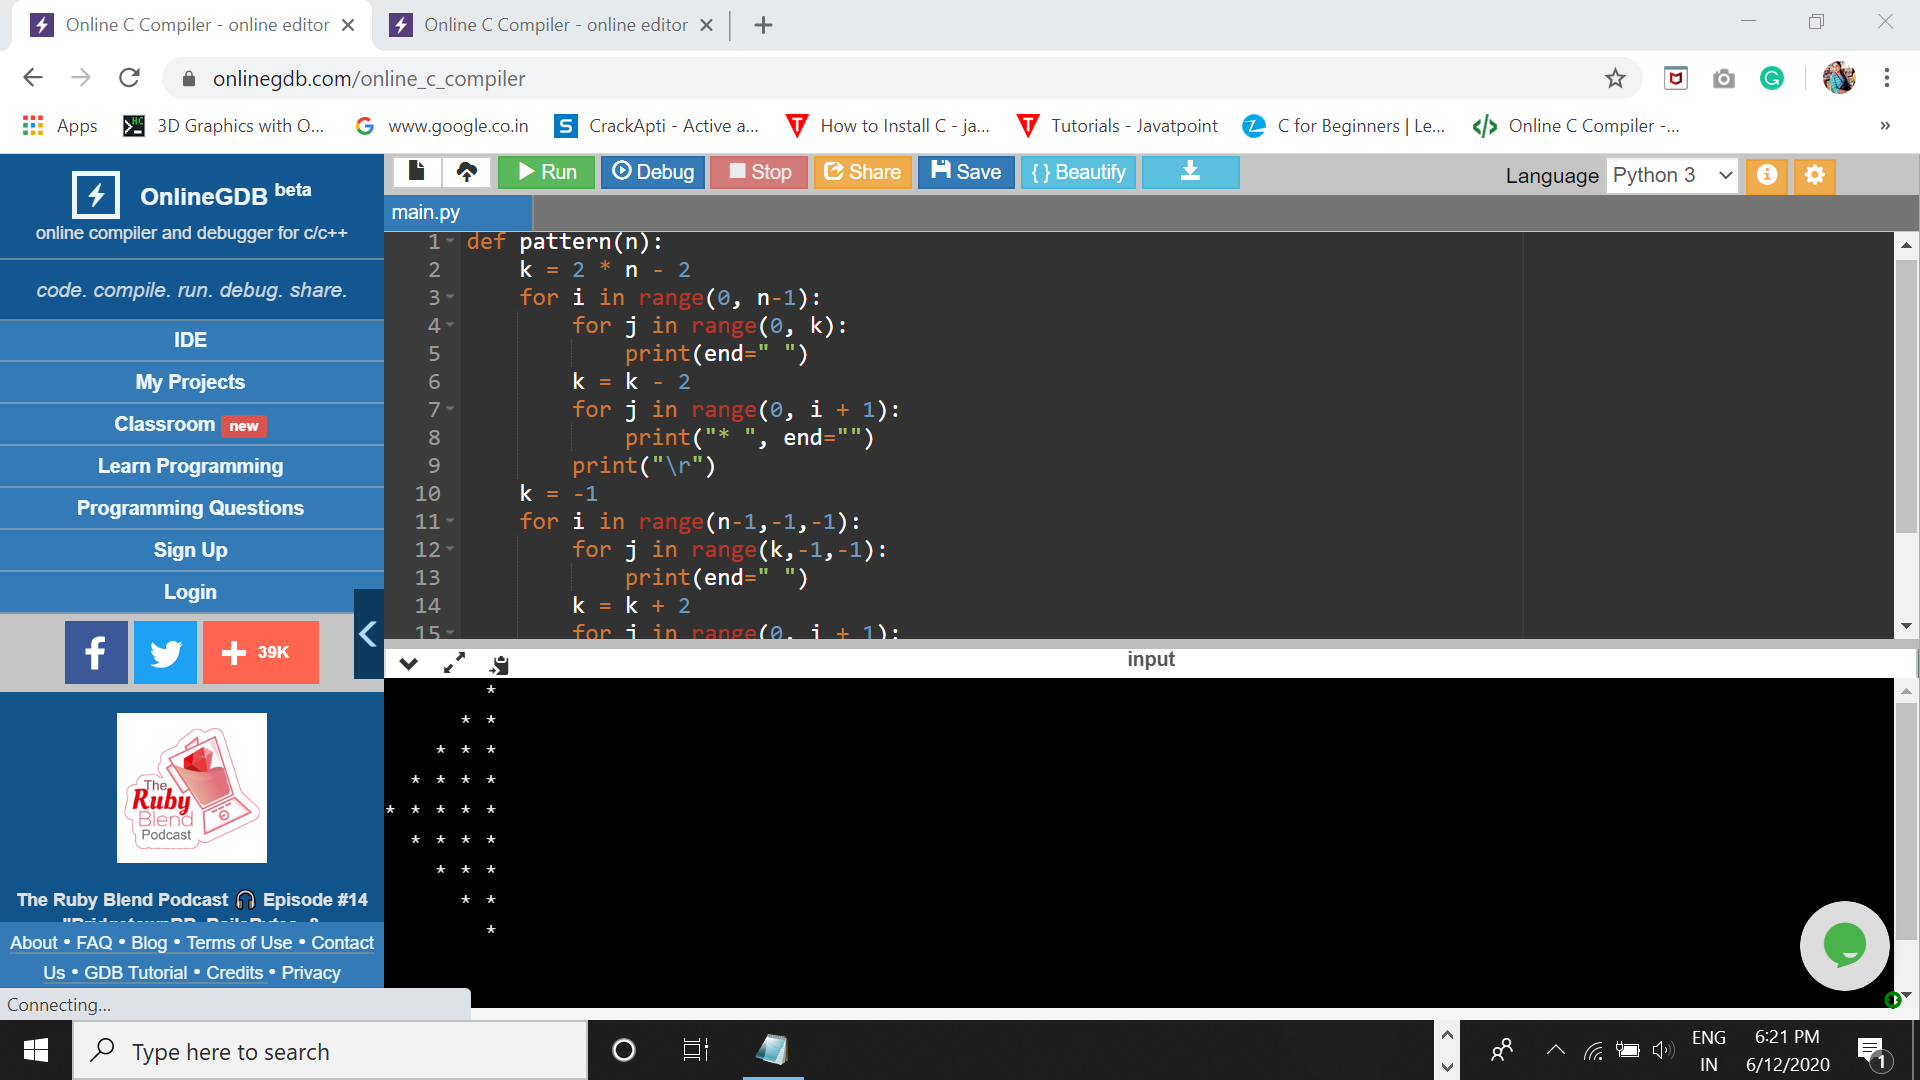 Online C Compiler - online editor
Online C Compiler - online editor
onlinegdb.com/online_c_compiler
Apps
3D Graphics with O...
www.google.co.in
CrackApti - Active a...
How to Install C - ja...
Tutorials - Javatpoint
C for Beginners | Le...
Online C Compiler -...
OnlineGDB beta
online compiler and debugger for c/c++
code. compile. run. debug. share.
IDE
My Projects
Classroom new
Learn Programming
Programming Questions
Sign Up
Login
39K
The Ruby Blend Podcast
The Ruby Blend Podcast 🎧 Episode #14
About • FAQ • Blog • Terms of Use • Contact
Us • GDB Tutorial • Credits • Privacy
Connecting...
Run Debug Stop Share Save { } Beautify
Language Python 3
main.py
1 def pattern(n):
2     k = 2 * n - 2
3     for i in range(0, n-1):
4         for j in range(0, k):
5             print(end=" ")
6         k = k - 2
7         for j in range(0, i + 1):
8             print("* ", end="")
9         print("\r")
10     k = -1
11     for i in range(n-1,-1,-1):
12         for j in range(k,-1,-1):
13             print(end=" ")
14         k = k + 2
15         for j in range(0, i + 1):
input
        *
      * *
    * * *
  * * * *
* * * * *
  * * * *
    * * *
      * *
        *
Type here to search
ENG
IN
6:21 PM
6/12/2020
1